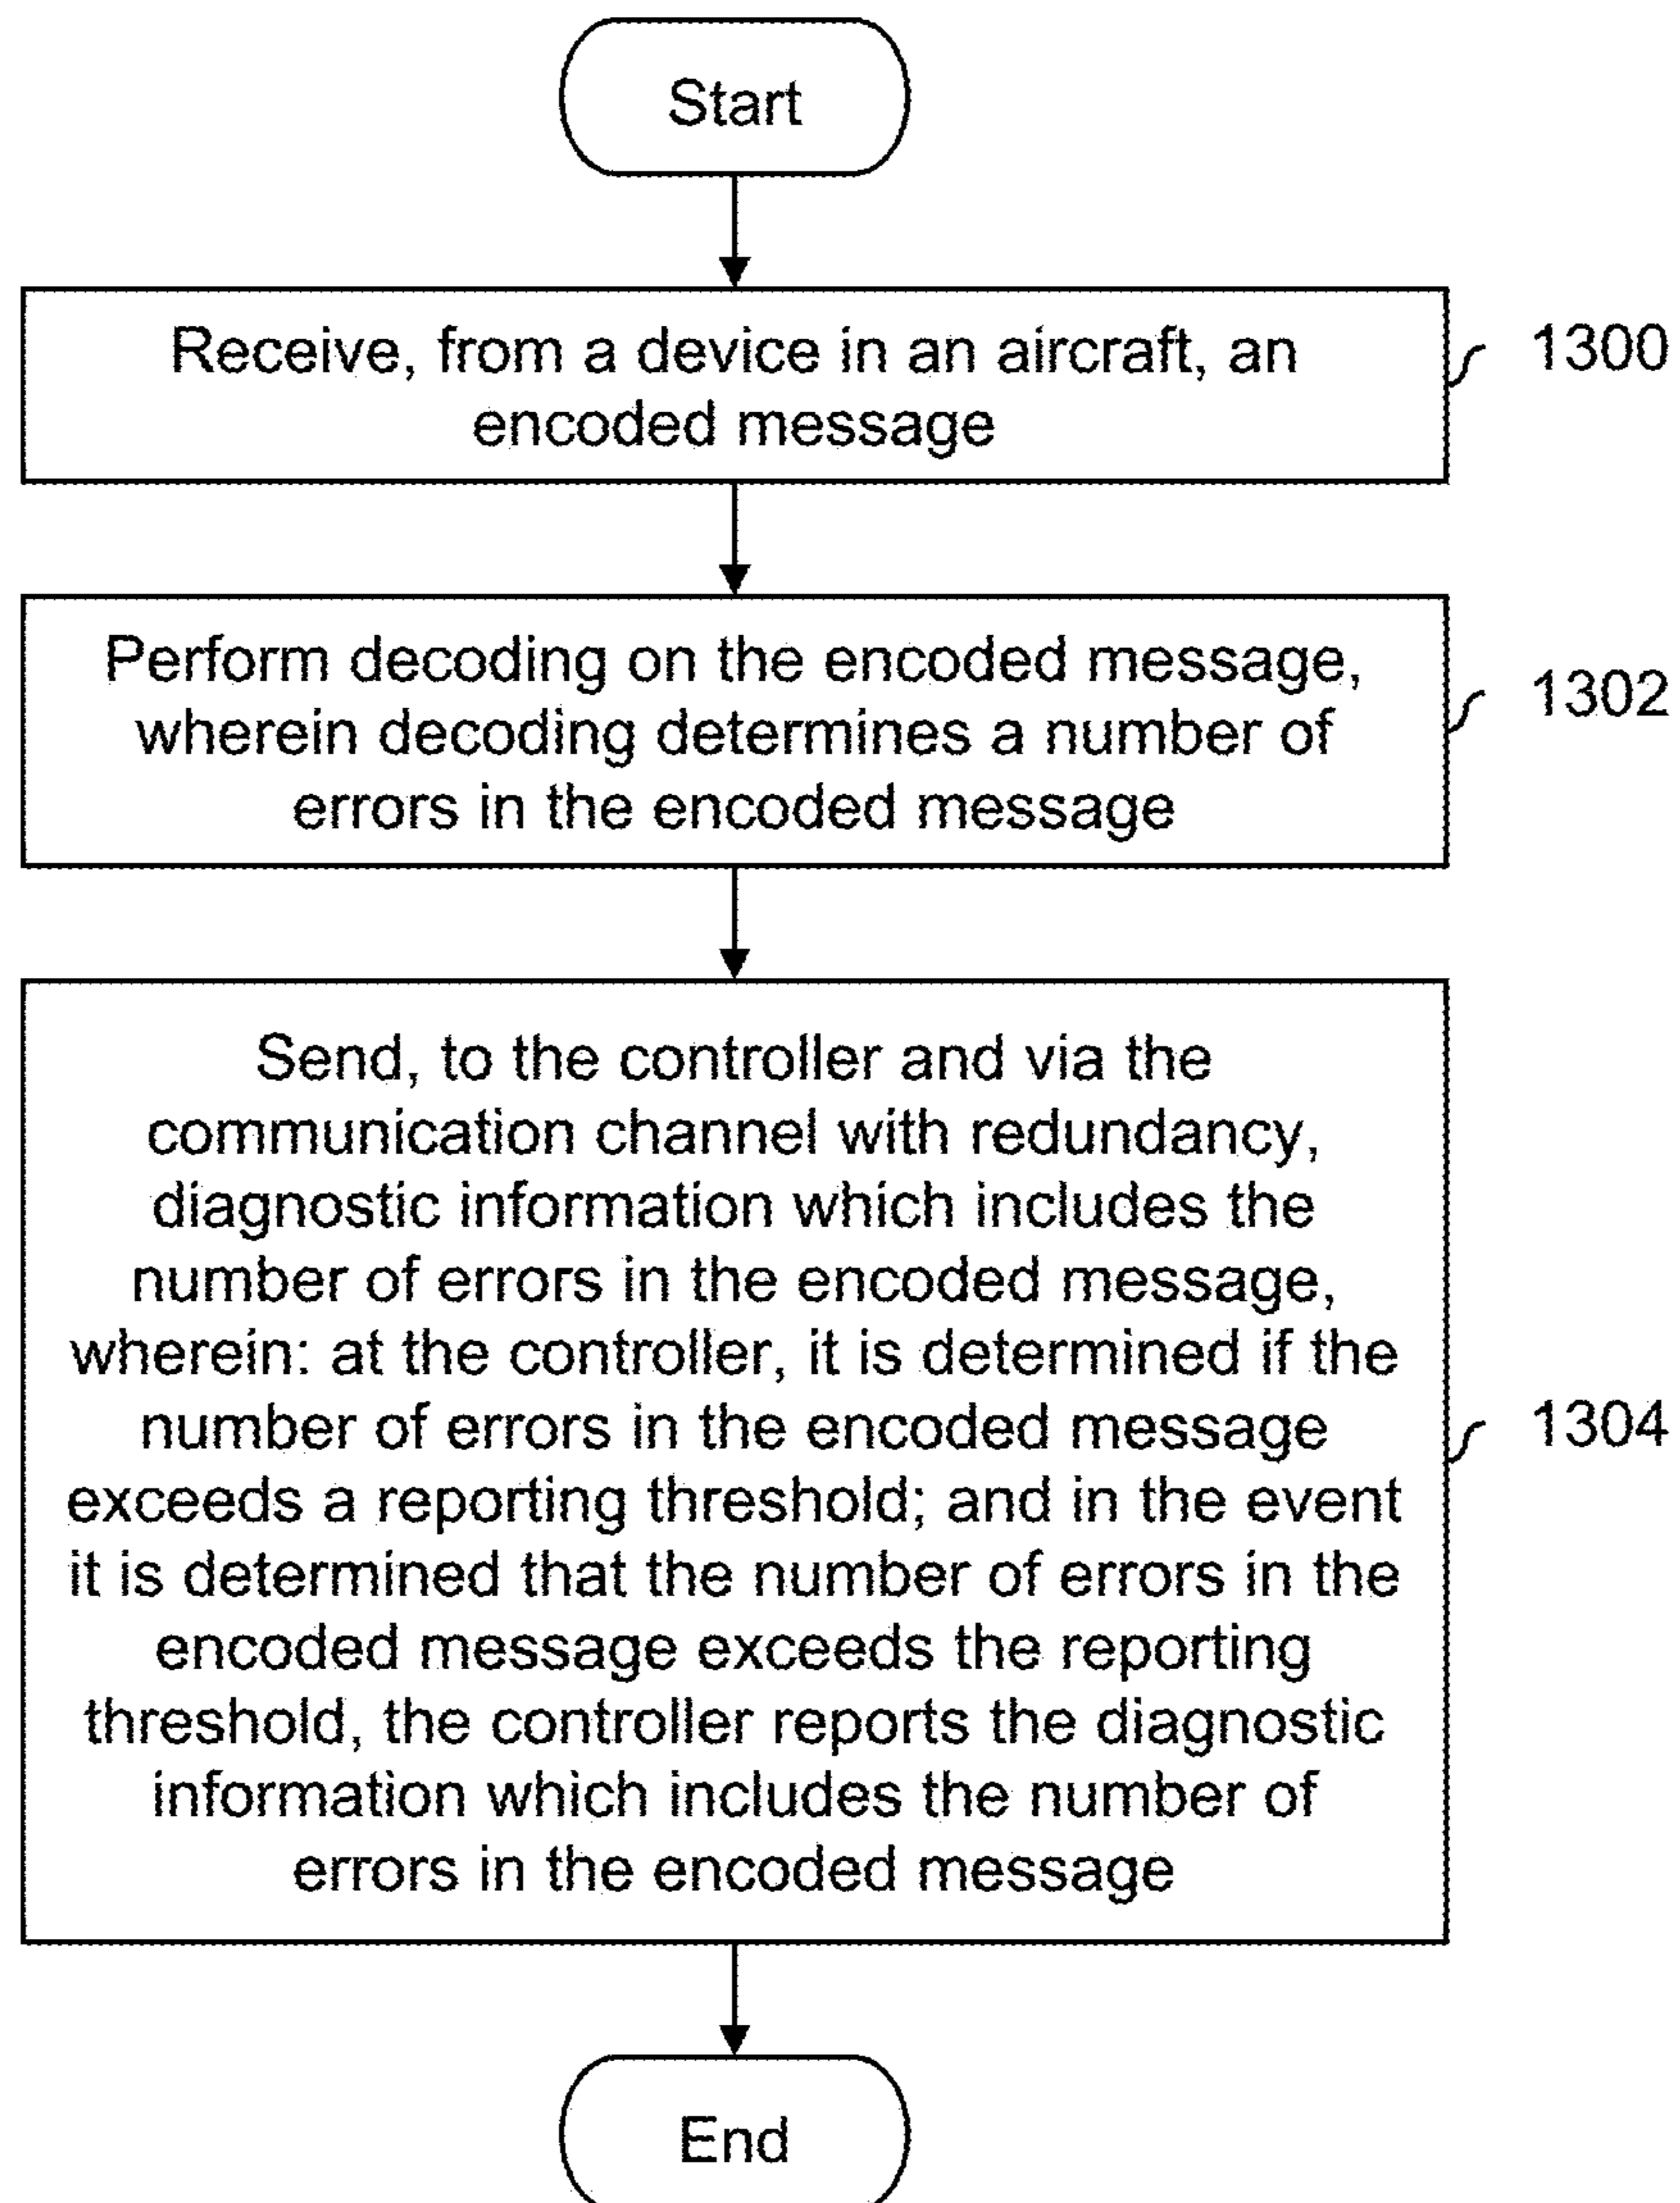 Start
Receive, from a device in an aircraft, an
encoded message
1300
Perform decoding on the encoded message,
wherein decoding determines a number of
errors in the encoded message
1302
Send, to the controller and via the
communication channel with redundancy,
diagnostic information which includes the
number of errors in the encoded message,
wherein: at the controller, it is determined if the
number of errors in the encoded message
exceeds a reporting threshold; and in the event
it is determined that the number of errors in the
encoded message exceeds the reporting
threshold, the controller reports the diagnostic
information which includes the number of
errors in the encoded message
1304
End